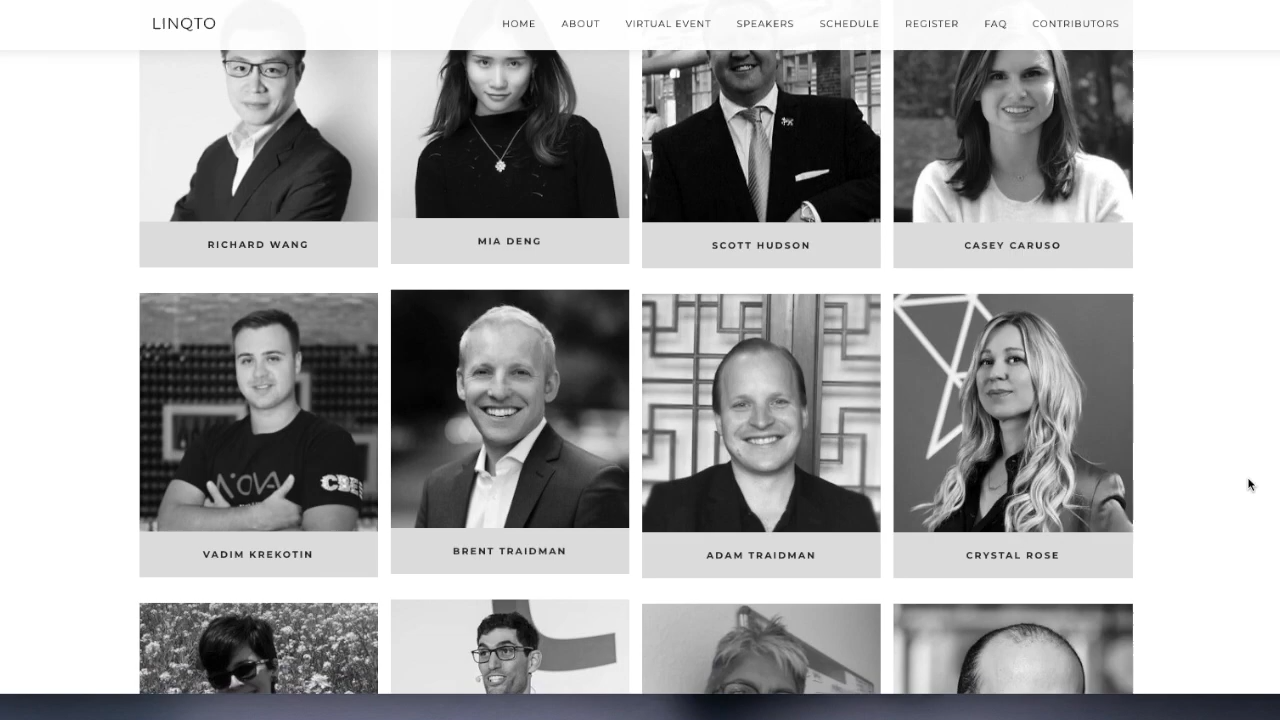 LINQTO
HOME ABOUT VIRTUAL EVENT SPEAKERS SCHEDULE REGISTER FAQ CONTRIBUTORS
RICHARD WANG
MIA DENG
SCOTT HUDSON
CASEY CARUSO
VADIM KREKOTIN
BRENT TRAIDMAN
ADAM TRAIDMAN
CRYSTAL ROSE